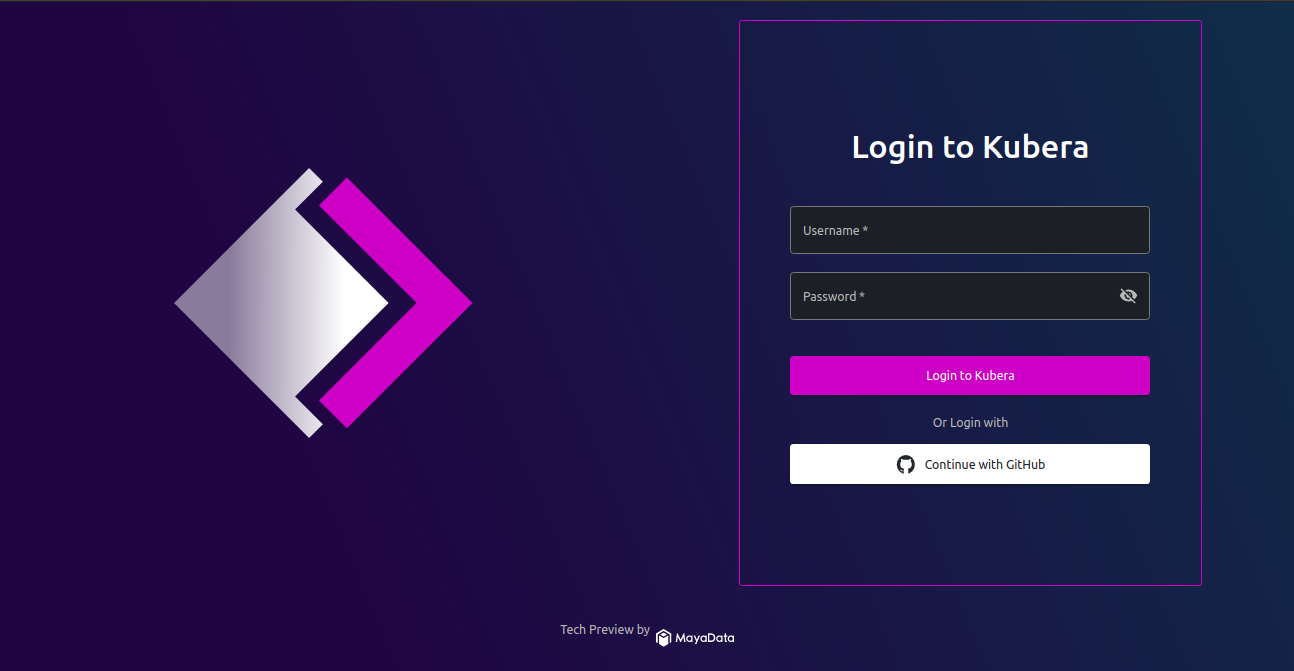 Login to Kubera
Username *
Password *
Login to Kubera
Or Login with
Continue with GitHub
Tech Preview by MayaData